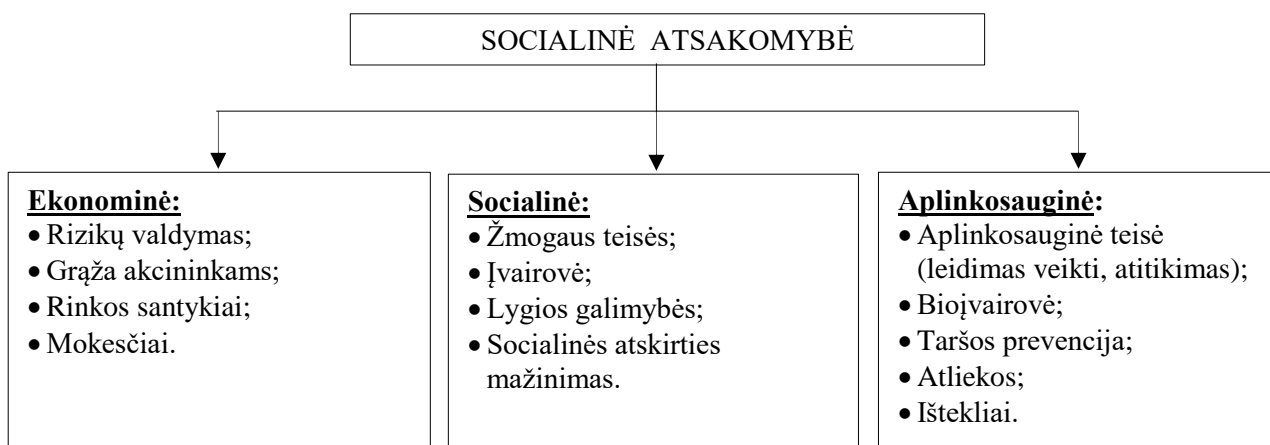 SOCIALINĖ ATSAKOMYBĖ
Ekonominė:
• Rizikų valdymas;
• Grąža akcininkams;
• Rinkos santykiai;
• Mokesčiai.
Socialinė:
• Žmogaus teisės;
• Įvairovė;
• Lygios galimybės;
• Socialinės atskirties
mažinimas.
Aplinkosauginė:
• Aplinkosauginė teisė
(leidimas veikti, atitikimas);
• Bioįvairovė;
• Taršos prevencija;
• Atliekos;
• Ištekliai.